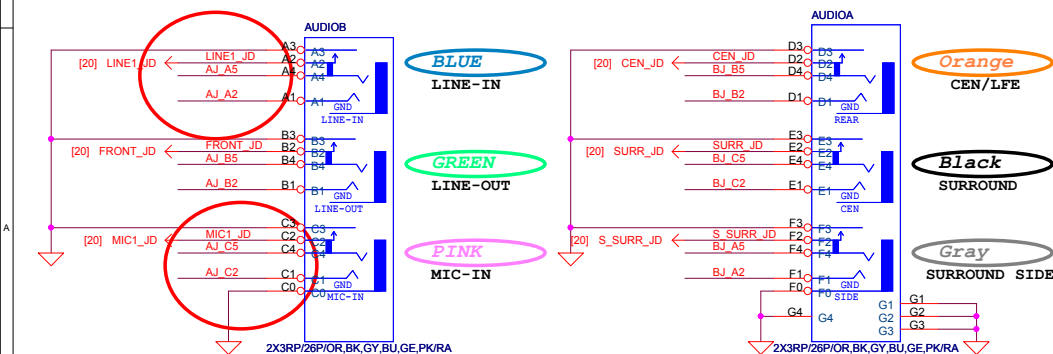 AUDIOB
A3 A3
[20] LINE1_JD LINE1_JD A2 A2
AJ_A5 A4 A4
AJ_A2 A1 A1
GND
LINE-IN
BLUE
LINE-IN
B3 B3
[20] FRONT_JD FRONT_JD B2 B2
AJ_B5 B4 B4
AJ_B2 B1 B1
GND
LINE-OUT
GREEN
LINE-OUT
A
C3 C3
[20] MIC1_JD MIC1_JD C2 C2
AJ_C5 C4 C4
AJ_C2 C1 C1
GND
C0 C0
MIC-IN
PINK
MIC-IN
2X3RP/26P/OR,BK,GY,BU,GE,PK/RA
AUDIOA
D3 D3
[20] CEN_JD CEN_JD D2 D2
BJ_B5 D4 D4
BJ_B2 D1 D1
GND
REAR
Orange
CEN/LFE
E3 E3
[20] SURR_JD SURR_JD E2 E2
BJ_C5 E4 E4
BJ_C2 E1 E1
GND
CEN
Black
SURROUND
F3 F3
[20] S_SURR_JD S_SURR_JD F2 F2
BJ_A5 F4 F4
BJ_A2 F1 F1
GND
F0 F0
SIDE
Gray
SURROUND SIDE
G4 G4
G1 G1
G2 G2
G3 G3
2X3RP/26P/OR,BK,GY,BU,GE,PK/RA